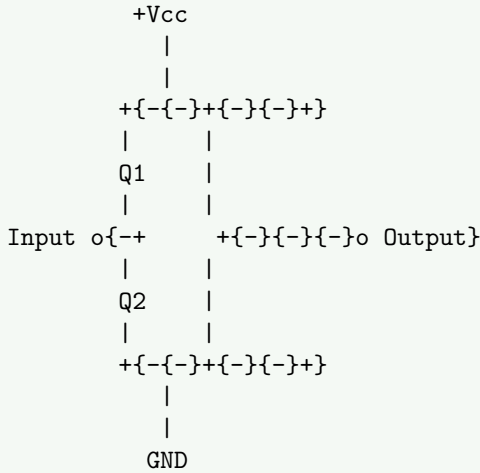 +Vcc
|
|
+{-{-}+{-}{-}+}
| |
Q1 |
| |
Input o{-+ +{-}{-}{-}o Output}
| |
Q2 |
| |
+{-{-}+{-}{-}+}
|
|
GND